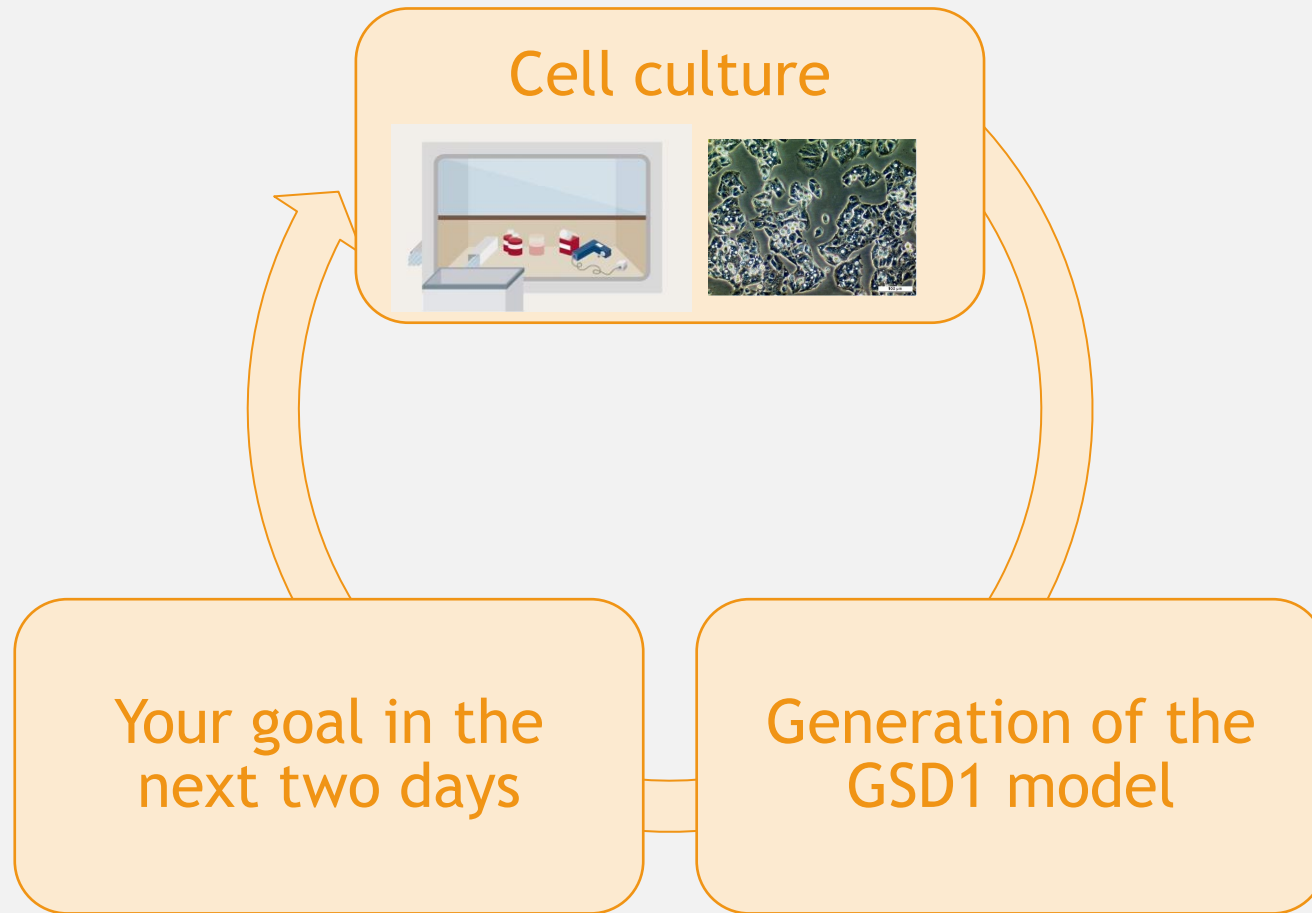 Cell culture
Your goal in the
next two days
Generation of the
GSD1 model